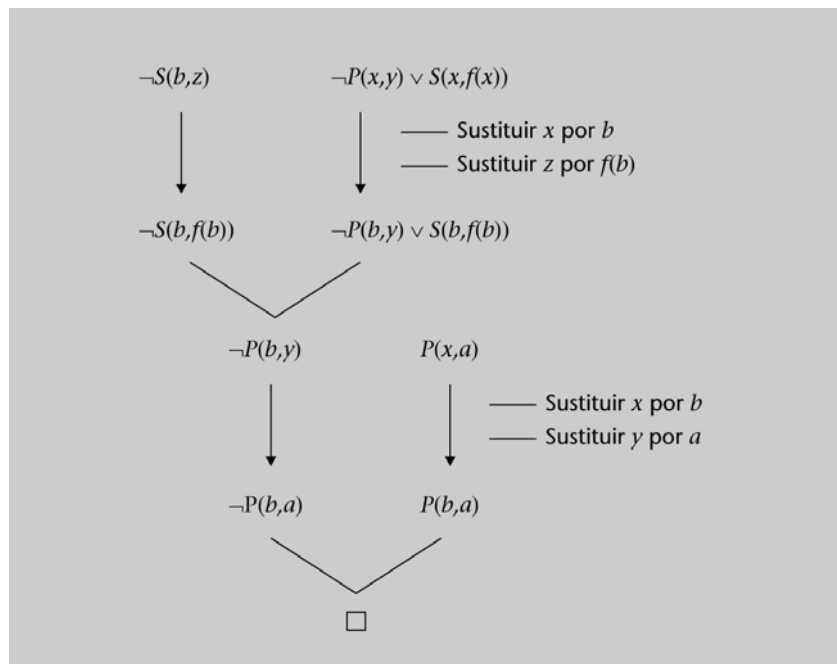 ¬S(b,z) ¬P(x,y) ∨ S(x,f(x))
Sustituir x por b
Sustituir z por f(b)
¬S(b,f(b)) ¬P(b,y) ∨ S(b,f(b))
¬P(b,y) P(x,a)
Sustituir x por b
Sustituir y por a
¬P(b,a) P(b,a)
□